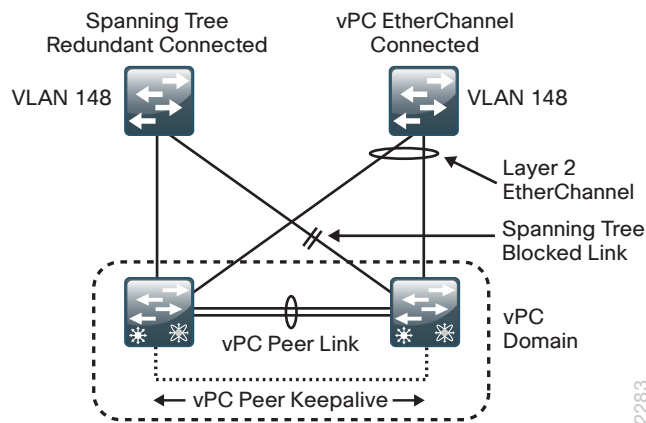 Spanning Tree
Redundant Connected
vPC EtherChannel
Connected
VLAN 148
VLAN 148
Layer 2
EtherChannel
Spanning Tree
Blocked Link
vPC Peer Link
vPC
Domain
vPC Peer Keepalive
2283